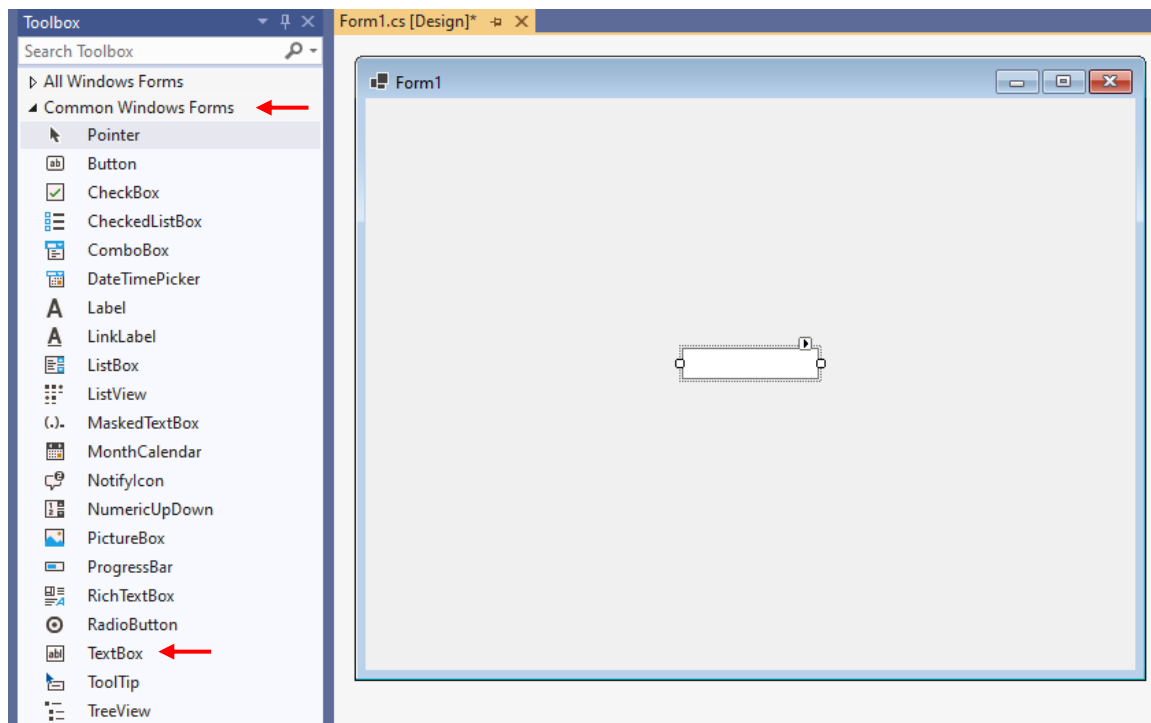 Toolbox
Form1.cs [Design]*
Search Toolbox
All Windows Forms
Common Windows Forms
Pointer
Button
CheckBox
CheckedListBox
ComboBox
DateTimePicker
Label
LinkLabel
ListBox
ListView
MaskedTextBox
MonthCalendar
NotifyIcon
NumericUpDown
PictureBox
ProgressBar
RichTextBox
RadioButton
TextBox
ToolTip
TreeView
Form1